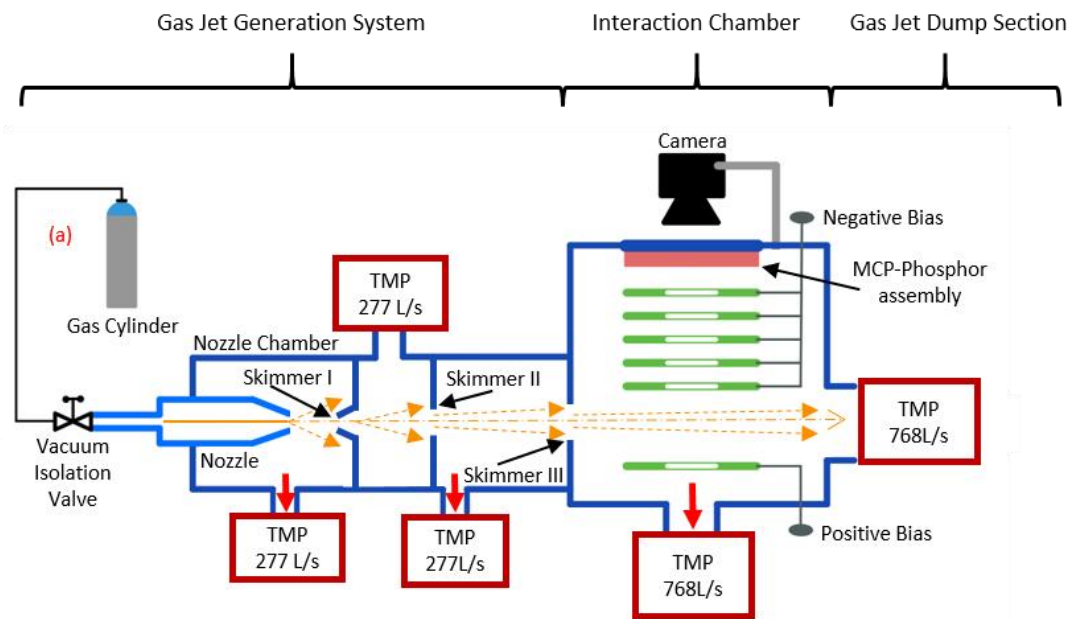 Gas Jet Generation System
Interaction Chamber
Gas Jet Dump Section
Camera
(a)
Negative Bias
TMP
277 L/s
MCP-Phosphor
assembly
Gas Cylinder
Nozzle Chamber
Skimmer I
Skimmer II
TMP
768L/s
Vacuum
Isolation
Valve
Nozzle
Skimmer III
TMP
277 L/s
TMP
277L/s
TMP
768L/s
Positive Bias